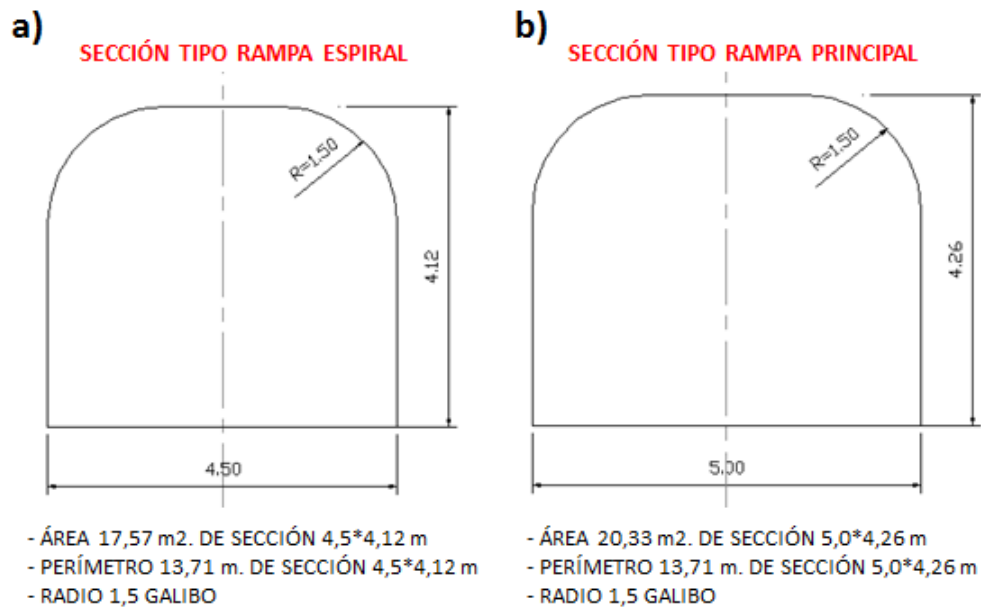 a)
SECCIÓN TIPO RAMPA ESPIRAL
R=1.50
4.12
4.50
- ÁREA 17,57 m2. DE SECCIÓN 4,5*4,12 m
- PERÍMETRO 13,71 m. DE SECCIÓN 4,5*4,12 m
- RADIO 1,5 GALIBO
b)
SECCIÓN TIPO RAMPA PRINCIPAL
R=1.50
4.26
5.00
- ÁREA 20,33 m2. DE SECCIÓN 5,0*4,26 m
- PERÍMETRO 13,71 m. DE SECCIÓN 5,0*4,26 m
- RADIO 1,5 GALIBO